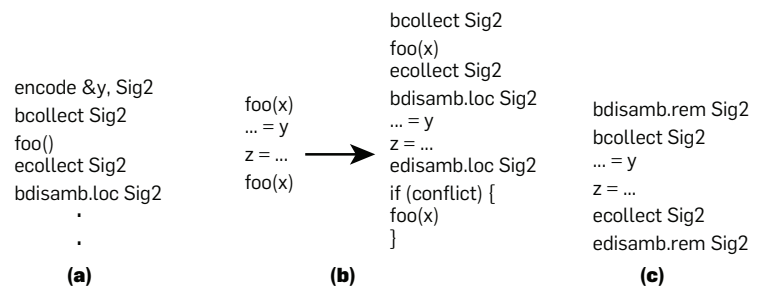 encode &y, Sig2
bcollect Sig2
foo()
ecollect Sig2
bdisamb.loc Sig2
.
.
(a)
foo(x)
... = y
z = ...
foo(x)
bcollect Sig2
foo(x)
ecollect Sig2
bdisamb.loc Sig2
... = y
z = ...
edisamb.loc Sig2
if (conflict) {
foo(x)
}
(b)
bdisamb.rem Sig2
bcollect Sig2
... = y
z = ...
ecollect Sig2
edisamb.rem Sig2
(c)